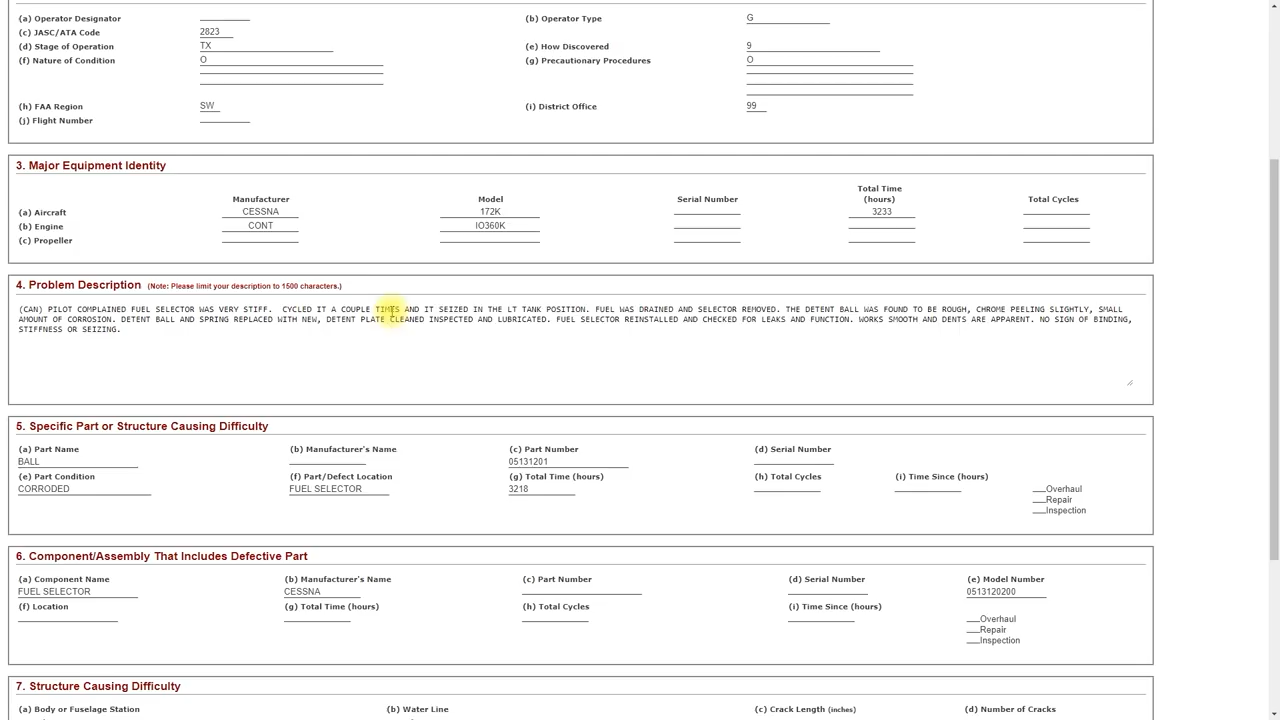 (a) Operator Designator (b) Operator Type G
(c) JASC/ATA Code 2823
(d) Stage of Operation TX (e) How Discovered 9
(f) Nature of Condition O (g) Precautionary Procedures O
(h) FAA Region SW (i) District Office 99
(j) Flight Number
3. Major Equipment Identity
Total Time
Manufacturer Model Serial Number (hours) Total Cycles
(a) Aircraft CESSNA 172K 3233
(b) Engine CONT IO360K
(c) Propeller
4. Problem Description (Note: Please limit your description to 1500 characters.)
(CAN) PILOT COMPLAINED FUEL SELECTOR WAS VERY STIFF. CYCLED IT A COUPLE TIMES AND IT SEIZED IN THE LT TANK POSITION. FUEL WAS DRAINED AND SELECTOR REMOVED. THE DETENT BALL WAS FOUND TO BE ROUGH, CHROME PEELING SLIGHTLY, SMALL
AMOUNT OF CORROSION. DETENT BALL AND SPRING REPLACED WITH NEW, DETENT PLATE CLEANED INSPECTED AND LUBRICATED. FUEL SELECTOR REINSTALLED AND CHECKED FOR LEAKS AND FUNCTION. WORKS SMOOTH AND DENTS ARE APPARENT. NO SIGN OF BINDING,
STIFFNESS OR SEIZING.
5. Specific Part or Structure Causing Difficulty
(a) Part Name (b) Manufacturer's Name (c) Part Number (d) Serial Number
BALL 05131201
(e) Part Condition (f) Part/Defect Location (g) Total Time (hours) (h) Total Cycles (i) Time Since (hours)
CORRODED FUEL SELECTOR 3218 Overhaul
Repair
Inspection
6. Component/Assembly That Includes Defective Part
(a) Component Name (b) Manufacturer's Name (c) Part Number (d) Serial Number (e) Model Number
FUEL SELECTOR CESSNA 0513120200
(f) Location (g) Total Time (hours) (h) Total Cycles (i) Time Since (hours)
Overhaul
Repair
Inspection
7. Structure Causing Difficulty
(a) Body or Fuselage Station (b) Water Line (c) Crack Length (inches) (d) Number of Cracks